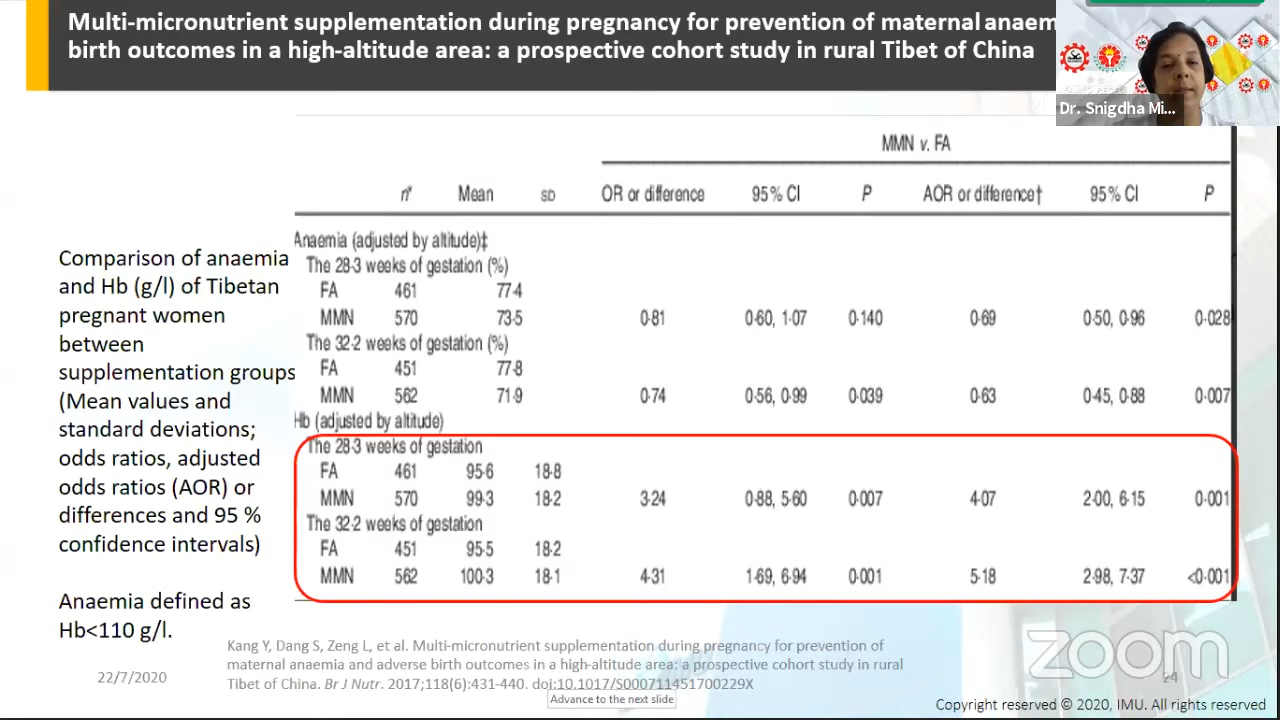 Multi-micronutrient supplementation during pregnancy for prevention of maternal anaem
birth outcomes in a high-altitude area: a prospective cohort study in rural Tibet of China
Dr. Snigdha Mi...
MMN v. FA
n* Mean SD OR or difference 95% CI P AOR or difference† 95% CI P
Anaemia (adjusted by altitude)‡
The 28·3 weeks of gestation (%)
FA 461 77·4
MMN 570 73·5 0·81 0·60, 1·07 0·140 0·69 0·50, 0·96 0·028
The 32·2 weeks of gestation (%)
FA 451 77·8
MMN 562 71·9 0·74 0·56, 0·99 0·039 0·63 0·45, 0·88 0·007
Hb (adjusted by altitude)
The 28·3 weeks of gestation
FA 461 95·6 18·8
MMN 570 99·3 18·2 3·24 0·88, 5·60 0·007 4·07 2·00, 6·15 0·001
The 32·2 weeks of gestation
FA 451 95·5 18·2
MMN 562 100·3 18·1 4·31 1·69, 6·94 0·001 5·18 2·98, 7·37 <0·001
Comparison of anaemia
and Hb (g/l) of Tibetan
pregnant women
between
supplementation groups
(Mean values and
standard deviations;
odds ratios, adjusted
odds ratios (AOR) or
differences and 95 %
confidence intervals)
Anaemia defined as
Hb<110 g/l.
Kang Y, Dang S, Zeng L, et al. Multi-micronutrient supplementation during pregnancy for prevention of
maternal anaemia and adverse birth outcomes in a high-altitude area: a prospective cohort study in rural
Tibet of China. Br J Nutr. 2017;118(6):431-440. doi:10.1017/S000711451700229X
22/7/2020
Advance to the next slide
zoom
24
Copyright reserved © 2020, IMU. All rights reserved